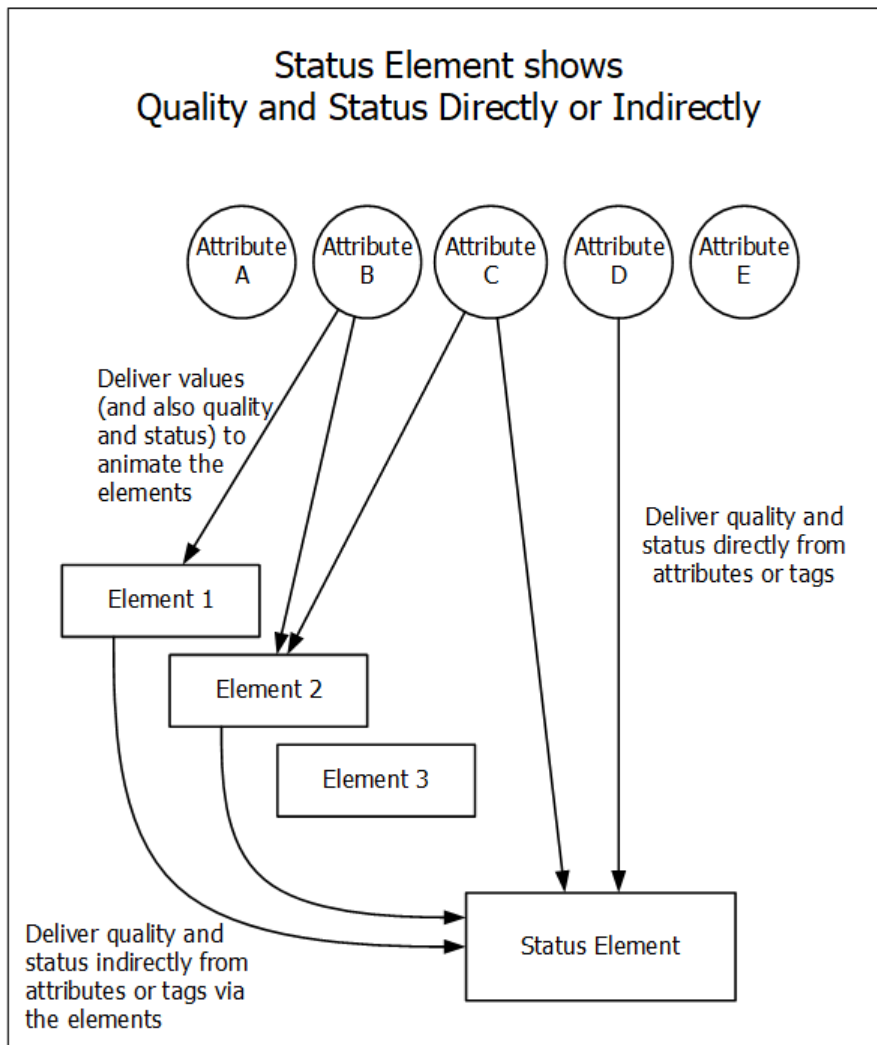 Status Element shows
Quality and Status Directly or Indirectly
Attribute
A
Attribute
B
Attribute
C
Attribute
D
Attribute
E
Deliver values
(and also quality
and status) to
animate the
elements
Deliver quality and
status directly from
attributes or tags
Element 1
Element 2
Element 3
Status Element
Deliver quality and
status indirectly from
attributes or tags via
the elements